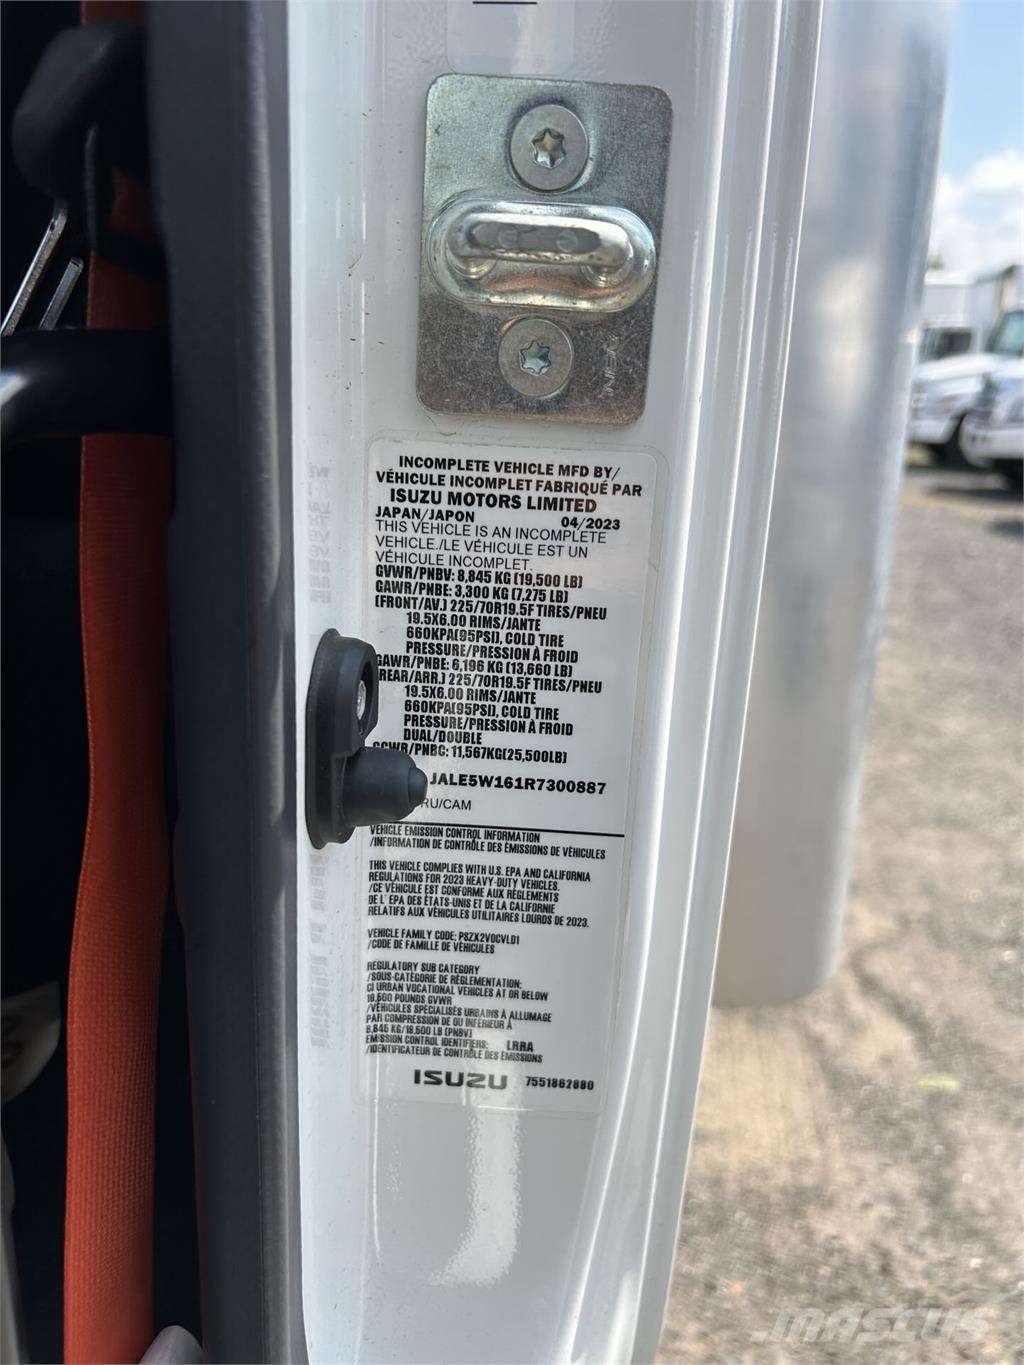 INCOMPLETE VEHICLE MFD BY/
VÉHICULE INCOMPLET FABRIQUÉ PAR
ISUZU MOTORS LIMITED
JAPAN/JAPON 04/2023
THIS VEHICLE IS AN INCOMPLETE
VEHICLE./LE VÉHICULE EST UN
VÉHICULE INCOMPLET.
GVWR/PNBV: 8,845 KG (19,500 LB)
GAWR/PNBE: 3,300 KG (7,275 LB)
(FRONT/AV.) 225/70R19.5F TIRES/PNEU
19.5X6.00 RIMS/JANTE
660KPA(95PSI), COLD TIRE
PRESSURE/PRESSION À FROID
GAWR/PNBE: 6,196 KG (13,660 LB)
REAR/ARR.) 225/70R19.5F TIRES/PNEU
19.5X6.00 RIMS/JANTE
660KPA(95PSI), COLD TIRE
PRESSURE/PRESSION À FROID
DUAL/DOUBLE
GCWR/PNBC: 11,567KG(25,500LB)
JALE5W161R7300887
RU/CAM
VEHICLE EMISSION CONTROL INFORMATION
/INFORMATION DE CONTRÔLE DES ÉMISSIONS DE VÉHICULES
THIS VEHICLE COMPLIES WITH U.S. EPA AND CALIFORNIA
REGULATIONS FOR 2023 HEAVY-DUTY VEHICLES.
/CE VÉHICULE EST CONFORME AUX RÈGLEMENTS
DE L' EPA DES ÉTATS-UNIS ET DE LA CALIFORNIE
RELATIFS AUX VÉHICULES UTILITAIRES LOURDS DE 2023.
VEHICLE FAMILY CODE: PSZX2VOCVLD1
/CODE DE FAMILLE DE VÉHICULES
REGULATORY SUB CATEGORY
/SOUS-CATÉGORIE DE RÈGLEMENTATION:
CI URBAN VOCATIONAL VEHICLES AT OR BELOW
19,500 POUNDS GVWR
/VÉHICULES SPÉCIALISÉS URBAINS À ALLUMAGE
PAR COMPRESSION DE OU INFÉRIEUR À
8,845 KG/19,500 LB (PNBV)
EMISSION CONTROL IDENTIFIERS: LRRA
/IDENTIFICATEUR DE CONTRÔLE DES ÉMISSIONS
ISUZU 7551862880
MASCUS